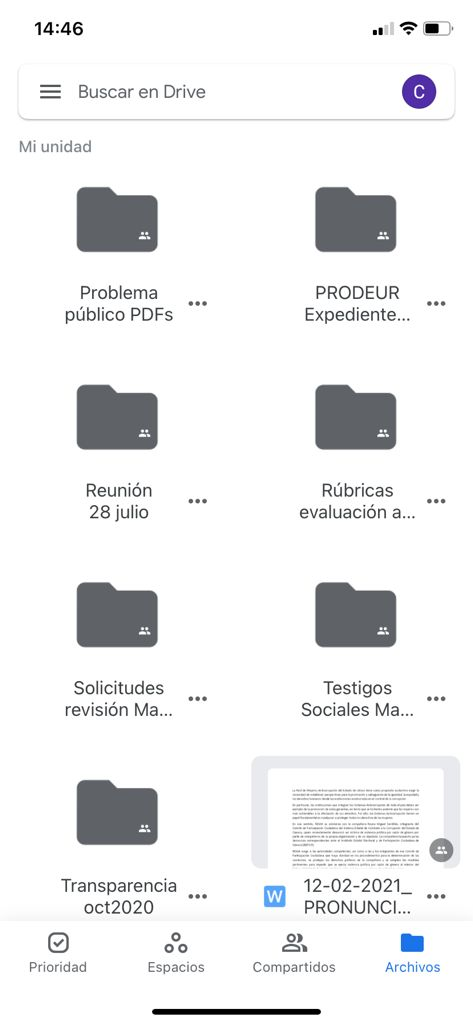 14:46
Buscar en Drive
C
Mi unidad
Problema
público PDFs
PRODEUR
Expediente...
Reunión
28 julio
Rúbricas
evaluación a...
Solicitudes
revisión Ma...
Testigos
Sociales Ma...
Transparencia
oct2020
W
12-02-2021_
PRONUNCI...
Prioridad
Espacios
Compartidos
Archivos